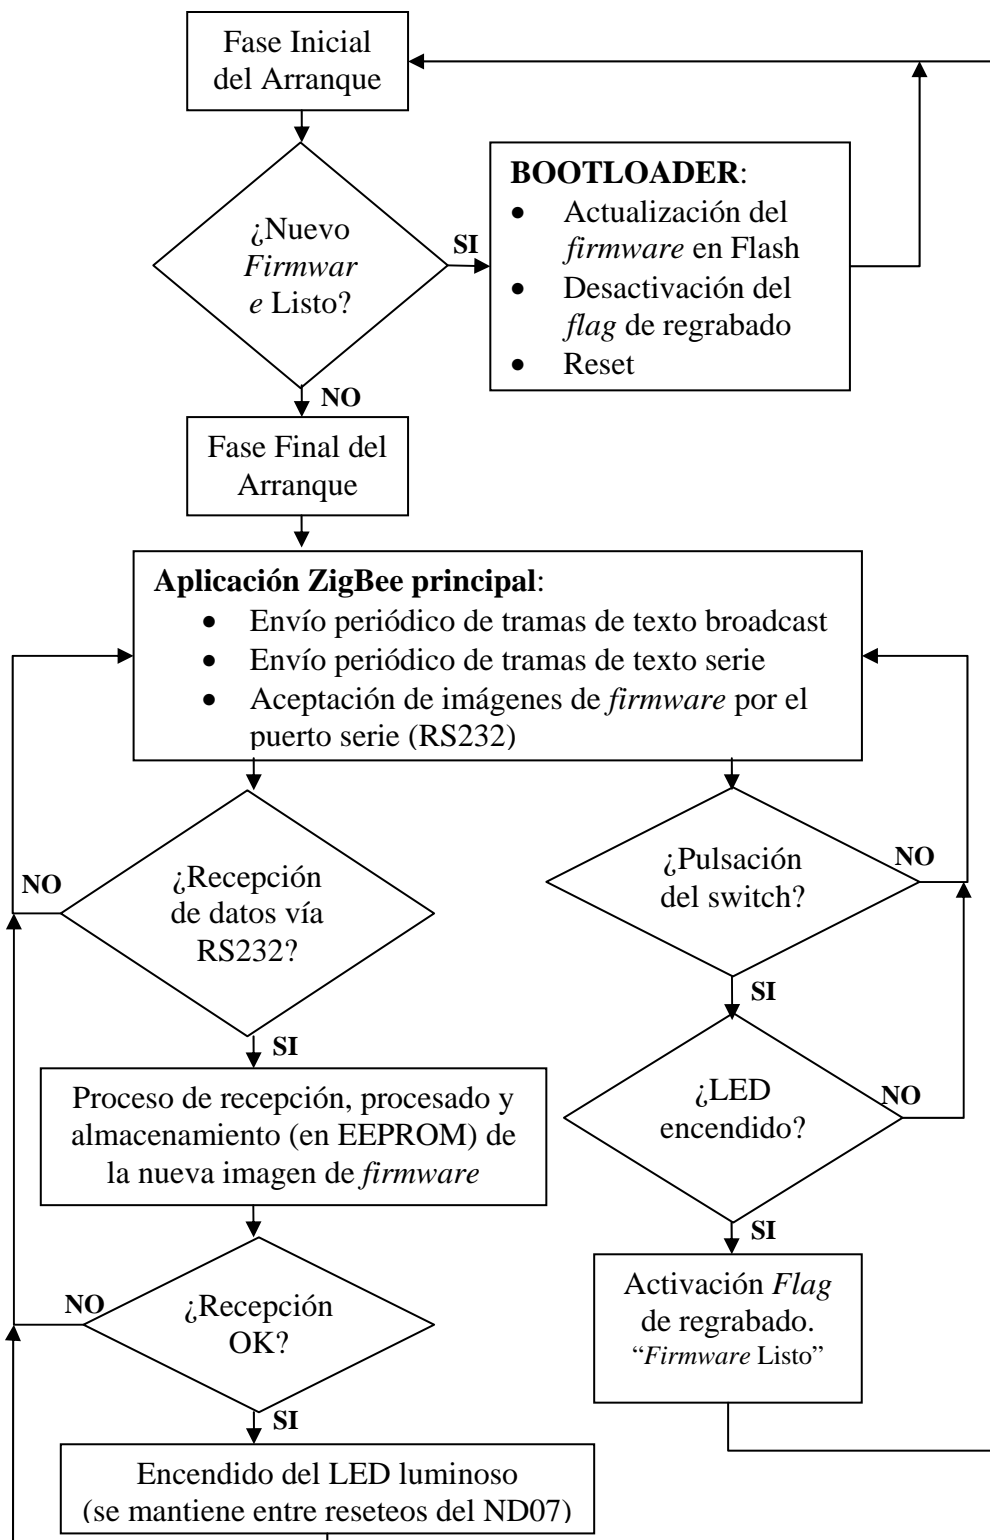 Fase Inicial
del Arranque
¿Nuevo
Firmwar
e Listo?
SI
BOOTLOADER:
• Actualización del
firmware en Flash
• Desactivación del
flag de regrabado
• Reset
NO
Fase Final del
Arranque
Aplicación ZigBee principal:
• Envío periódico de tramas de texto broadcast
• Envío periódico de tramas de texto serie
• Aceptación de imágenes de firmware por el
puerto serie (RS232)
¿Recepción
de datos vía
RS232?
NO
SI
¿Pulsación
del switch?
NO
SI
Proceso de recepción, procesado y
almacenamiento (en EEPROM) de
la nueva imagen de firmware
¿LED
encendido?
NO
SI
¿Recepción
OK?
NO
SI
Activación Flag
de regrabado.
“Firmware Listo”
Encendido del LED luminoso
(se mantiene entre reseteos del ND07)